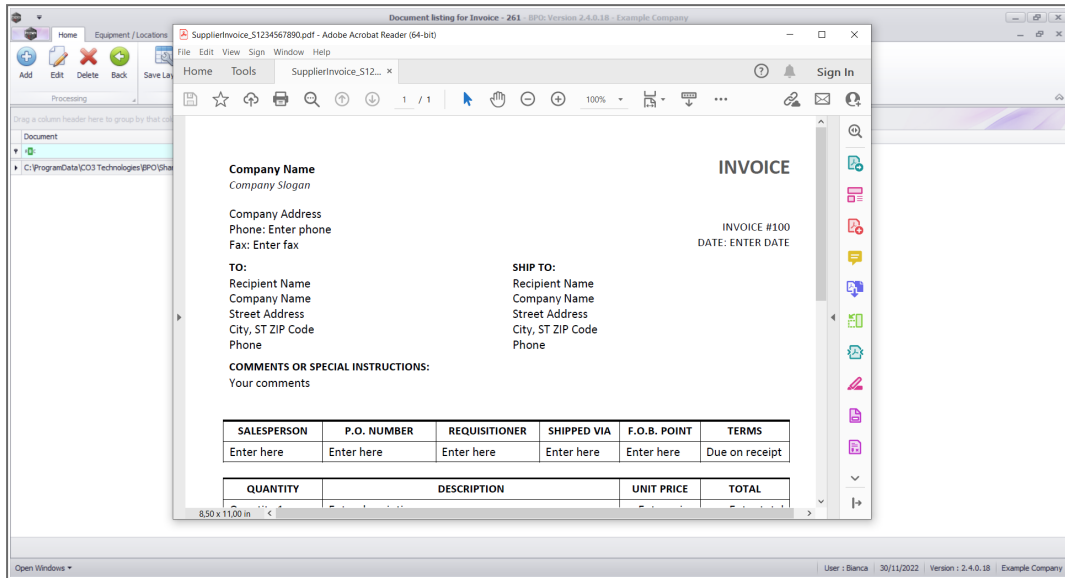 Document listing for Invoice - 261 - BPO: Version 2.4.0.18 - Example Company
Home Equipment / Locations
Add Edit Delete Back Save Lay
Processing
Drag a column header here to group by that col
Document
C:\ProgramData\CO3 Technologies\BPO\Shar
SupplierInvoice_S1234567890.pdf - Adobe Acrobat Reader (64-bit)
File Edit View Sign Window Help
Home Tools SupplierInvoice_S12... × Sign In
1 / 1 100%
Company Name INVOICE
Company Slogan
Company Address
Phone: Enter phone INVOICE #100
Fax: Enter fax DATE: ENTER DATE
TO: SHIP TO:
Recipient Name Recipient Name
Company Name Company Name
Street Address Street Address
City, ST ZIP Code City, ST ZIP Code
Phone Phone
COMMENTS OR SPECIAL INSTRUCTIONS:
Your comments
SALESPERSON P.O. NUMBER REQUISITIONER SHIPPED VIA F.O.B. POINT TERMS
Enter here Enter here Enter here Enter here Enter here Due on receipt
QUANTITY DESCRIPTION UNIT PRICE TOTAL
8,50 x 11,00 in
Open Windows User : Bianca 30/11/2022 Version : 2.4.0.18 Example Company